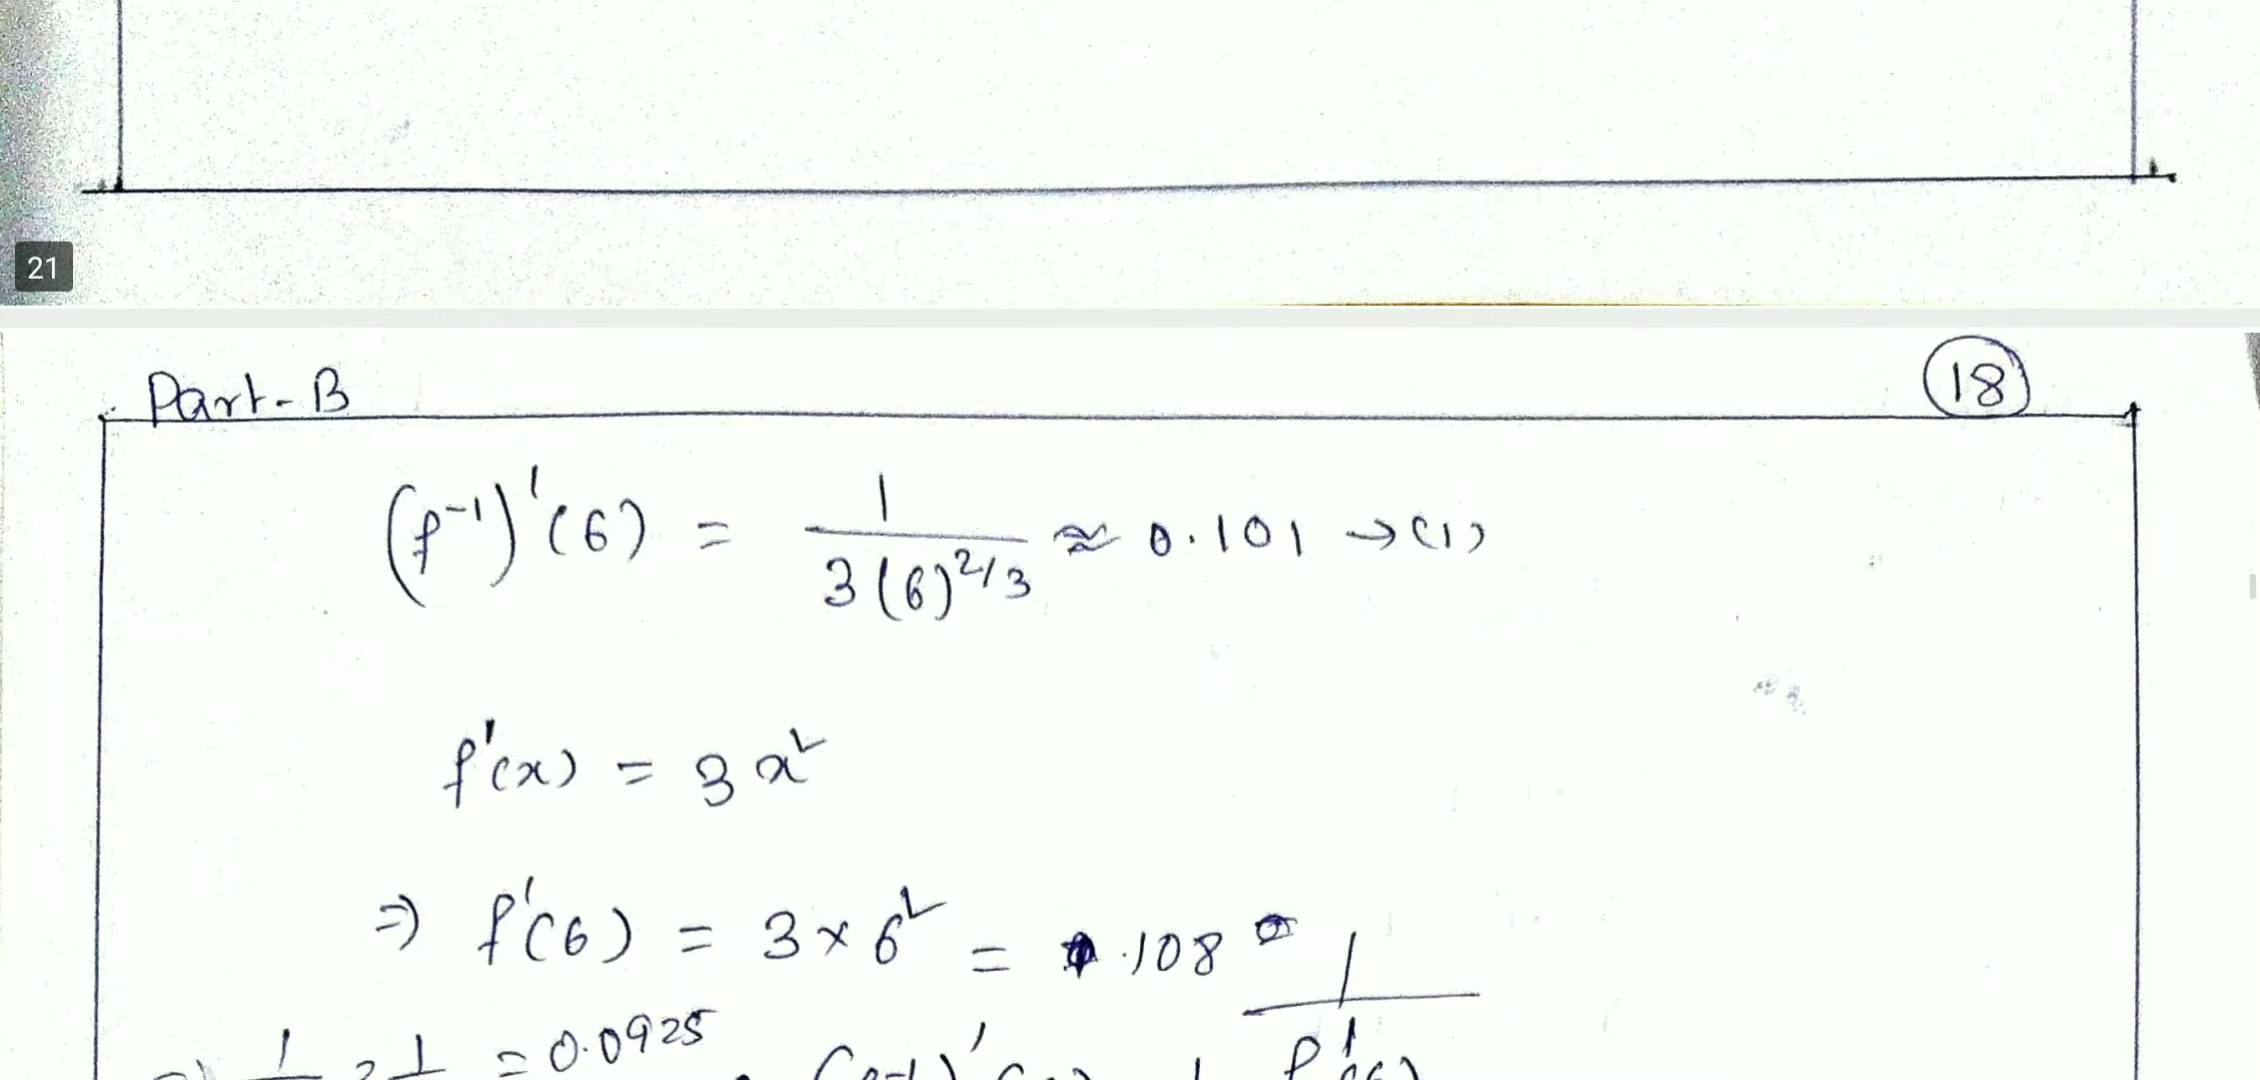 21
Part-B
18
(f⁻¹)'(6) = 1 / 3(6)^2/3 ≈ 0.101 → (1)
f'(x) = 3x²
⇒ f'(6) = 3×6² = 108
1
= 0.0925